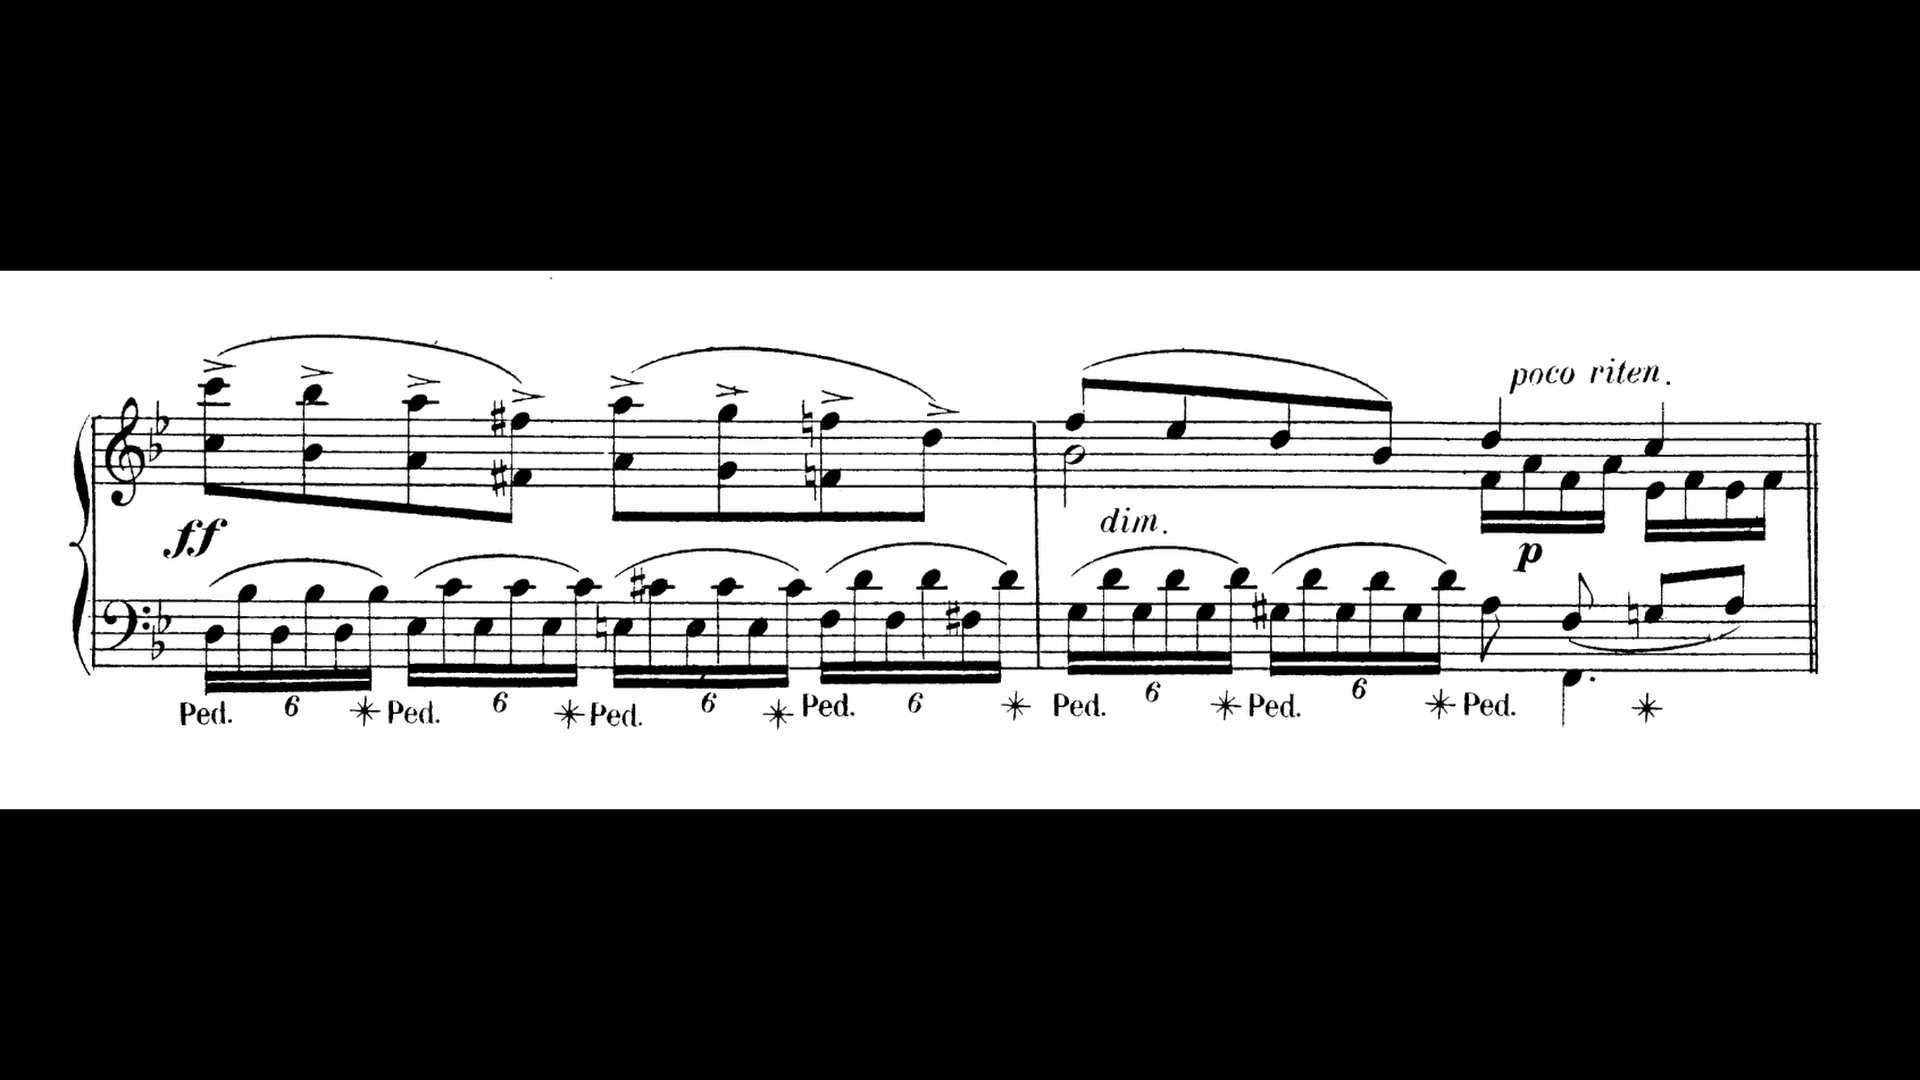 poco riten.
ff
dim.
p
Ped. 6 Ped. 6 Ped. 6 Ped. 6 Ped. 6 Ped. 6 Ped.